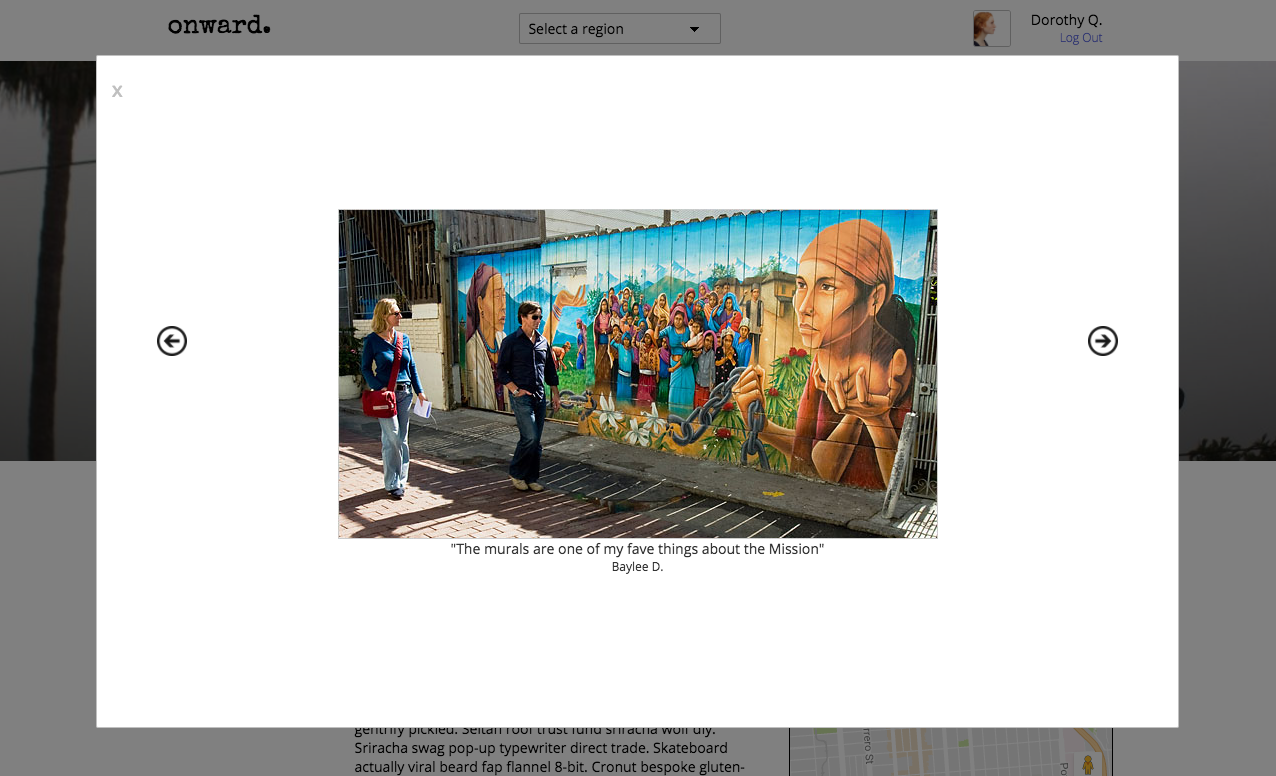 onward.
Select a region
Dorothy Q.
Log Out
x
"The murals are one of my fave things about the Mission"
Baylee D.
gentrify pickled. Seitan roof trust fund sriracha wolf diy.
Sriracha swag pop-up typewriter direct trade. Skateboard
actually viral beard fap flannel 8-bit. Cronut bespoke gluten-